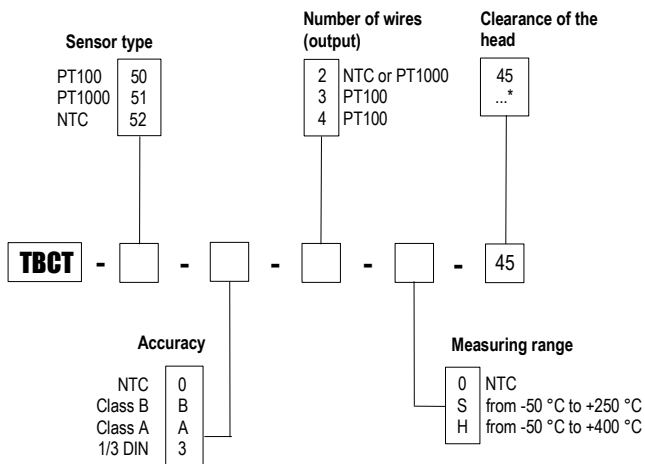 Sensor type
PT100 50
PT1000 51
NTC 52
Number of wires
(output)
2 NTC or PT1000
3 PT100
4 PT100
Clearance of the
head
45
...*
TBCT - - - - - 45
Accuracy
NTC 0
Class B B
Class A A
1/3 DIN 3
Measuring range
0 NTC
S from -50 °C to +250 °C
H from -50 °C to +400 °C